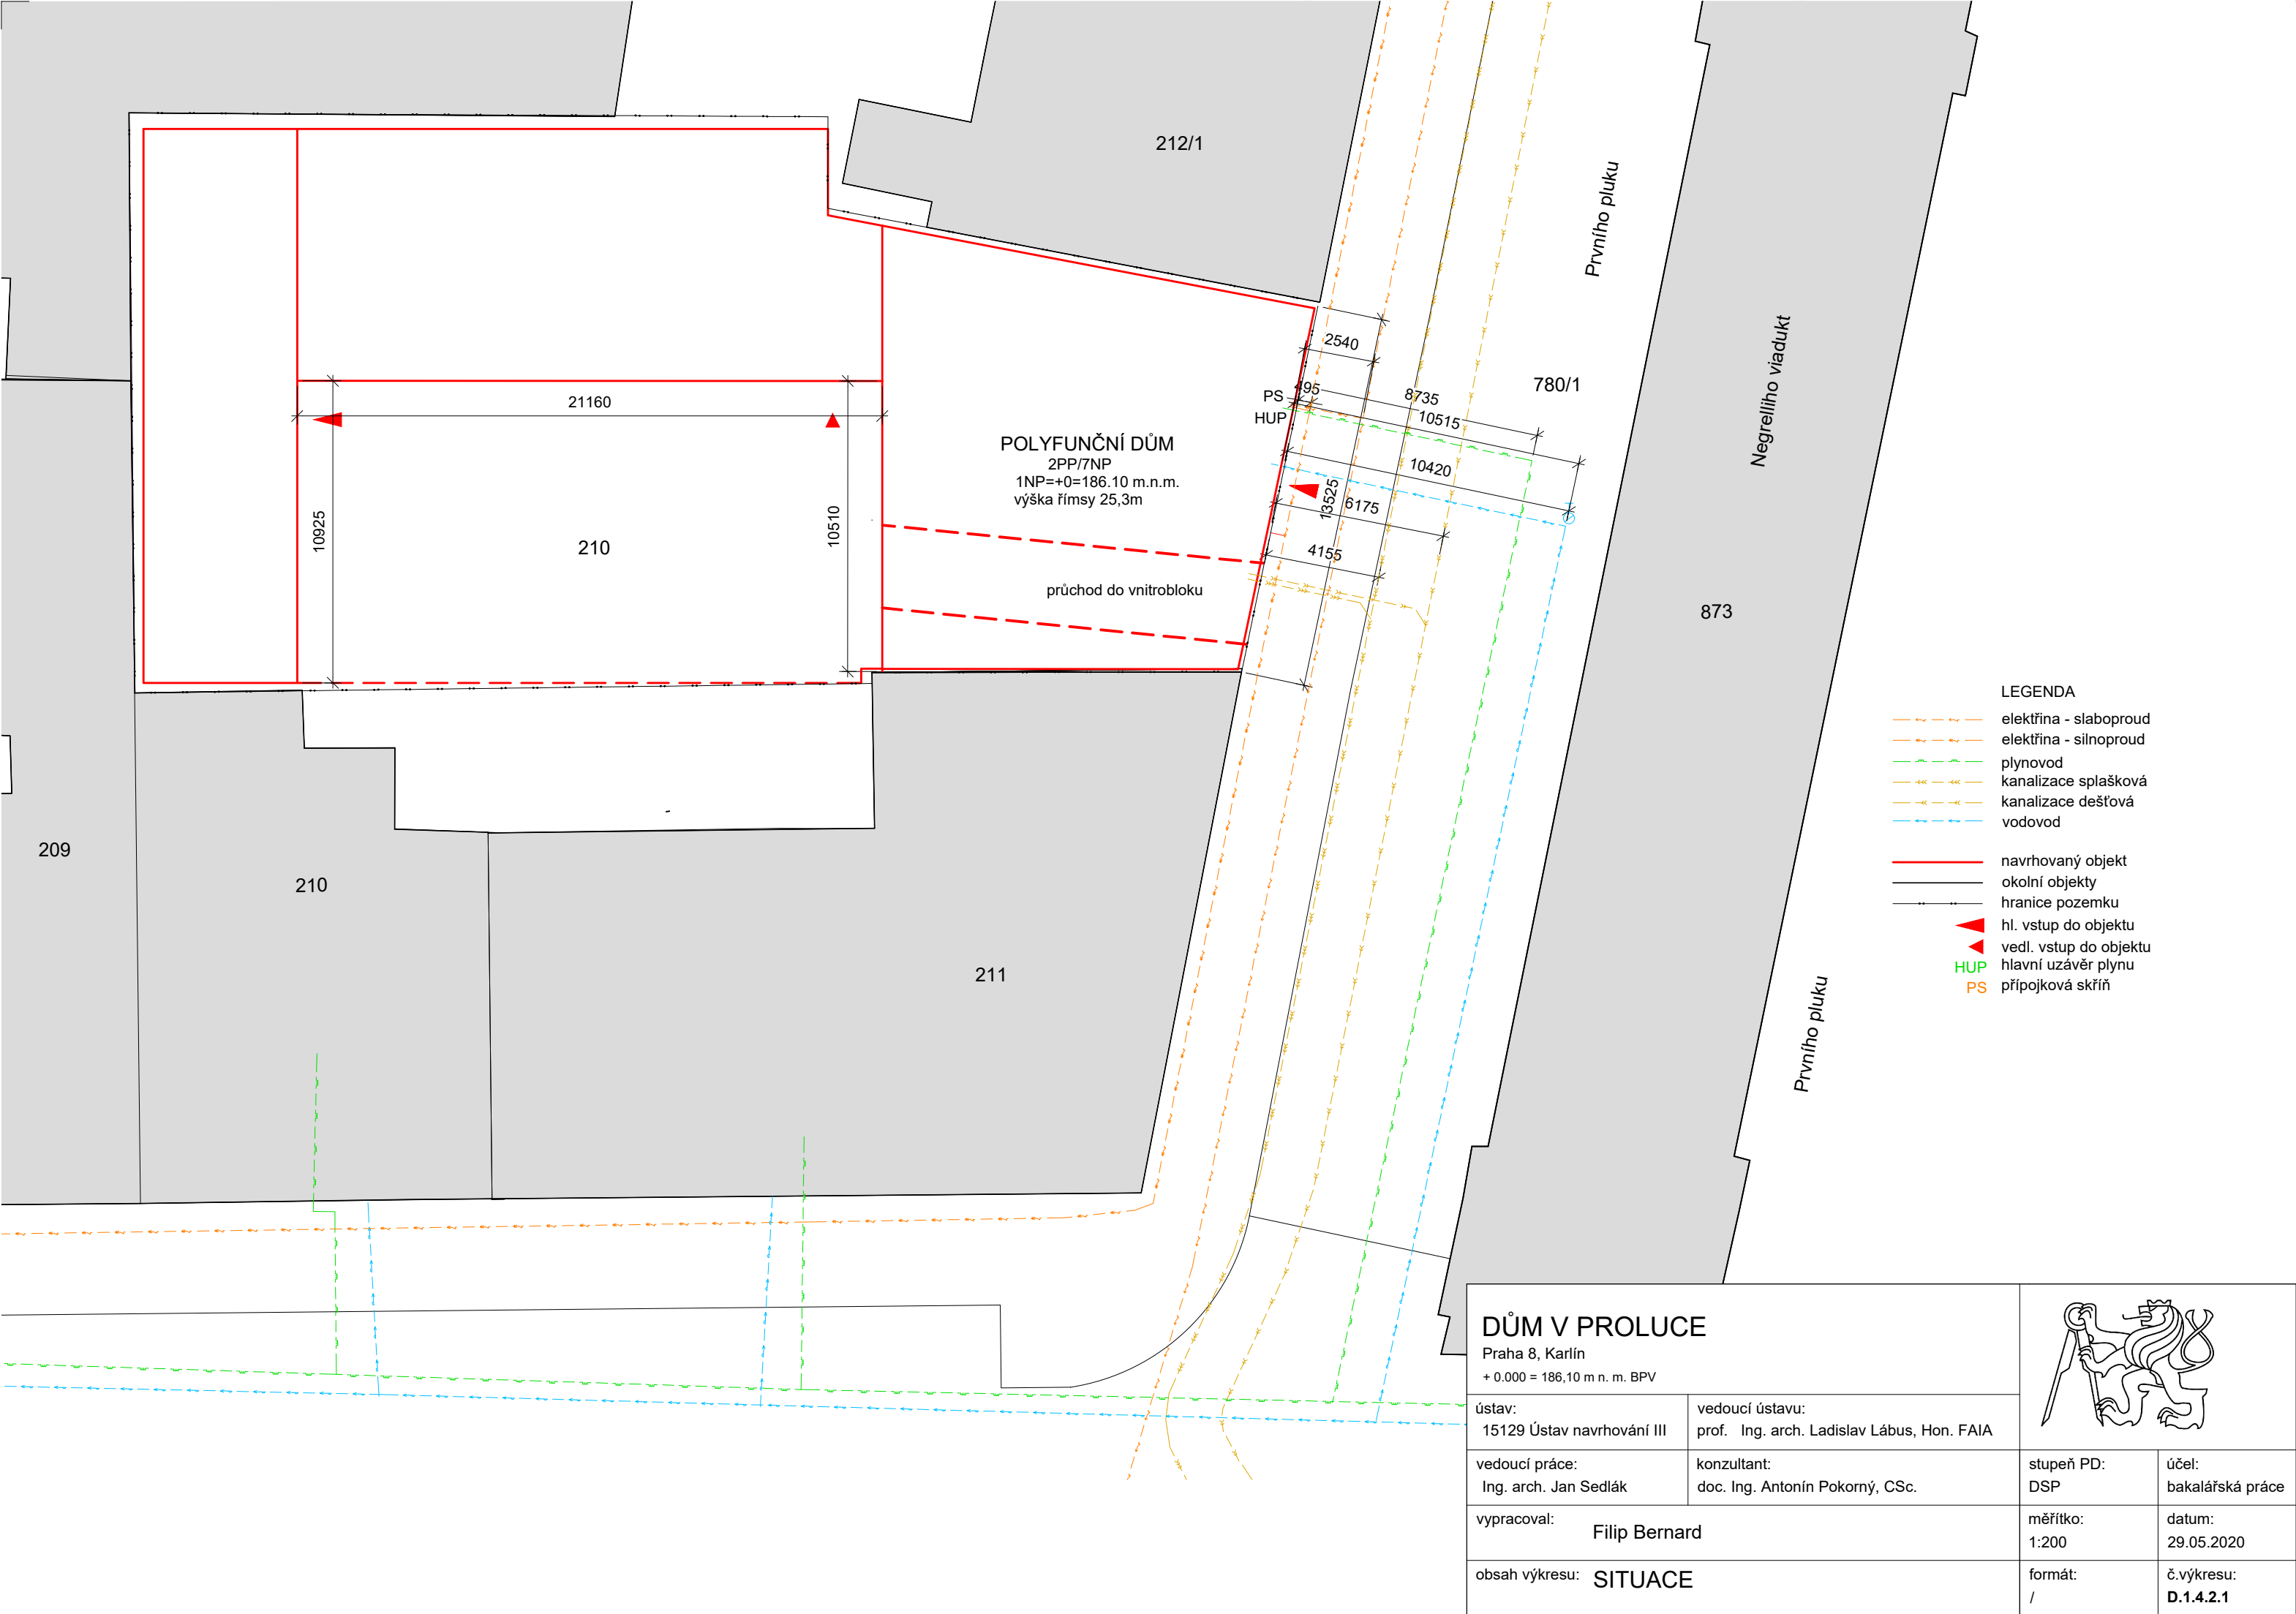 212/1
Prvního pluku
Negrelliho viadukt
2540
780/1
PS
495
8735
HUP
10515
21160
POLYFUNČNÍ DŮM
2PP/7NP
1NP=+0=186.10 m.n.m.
výška římsy 25,3m
10420
13525
6175
10925
10510
210
4155
průchod do vnitrobloku
873
209
210
211
Prvního pluku
LEGENDA
elektřina - slaboproud
elektřina - silnoproud
plynovod
kanalizace splašková
kanalizace dešťová
vodovod
navrhovaný objekt
okolní objekty
hranice pozemku
hl. vstup do objektu
vedl. vstup do objektu
HUP hlavní uzávěr plynu
PS přípojková skříň
DŮM V PROLUCE
Praha 8, Karlín
+ 0.000 = 186,10 m n. m. BPV
ústav:
15129 Ústav navrhování III
vedoucí ústavu:
prof. Ing. arch. Ladislav Lábus, Hon. FAIA
vedoucí práce:
Ing. arch. Jan Sedlák
konzultant:
doc. Ing. Antonín Pokorný, CSc.
stupeň PD:
DSP
účel:
bakalářská práce
vypracoval:
Filip Bernard
měřítko:
1:200
datum:
29.05.2020
obsah výkresu: SITUACE
formát:
/
č.výkresu:
D.1.4.2.1